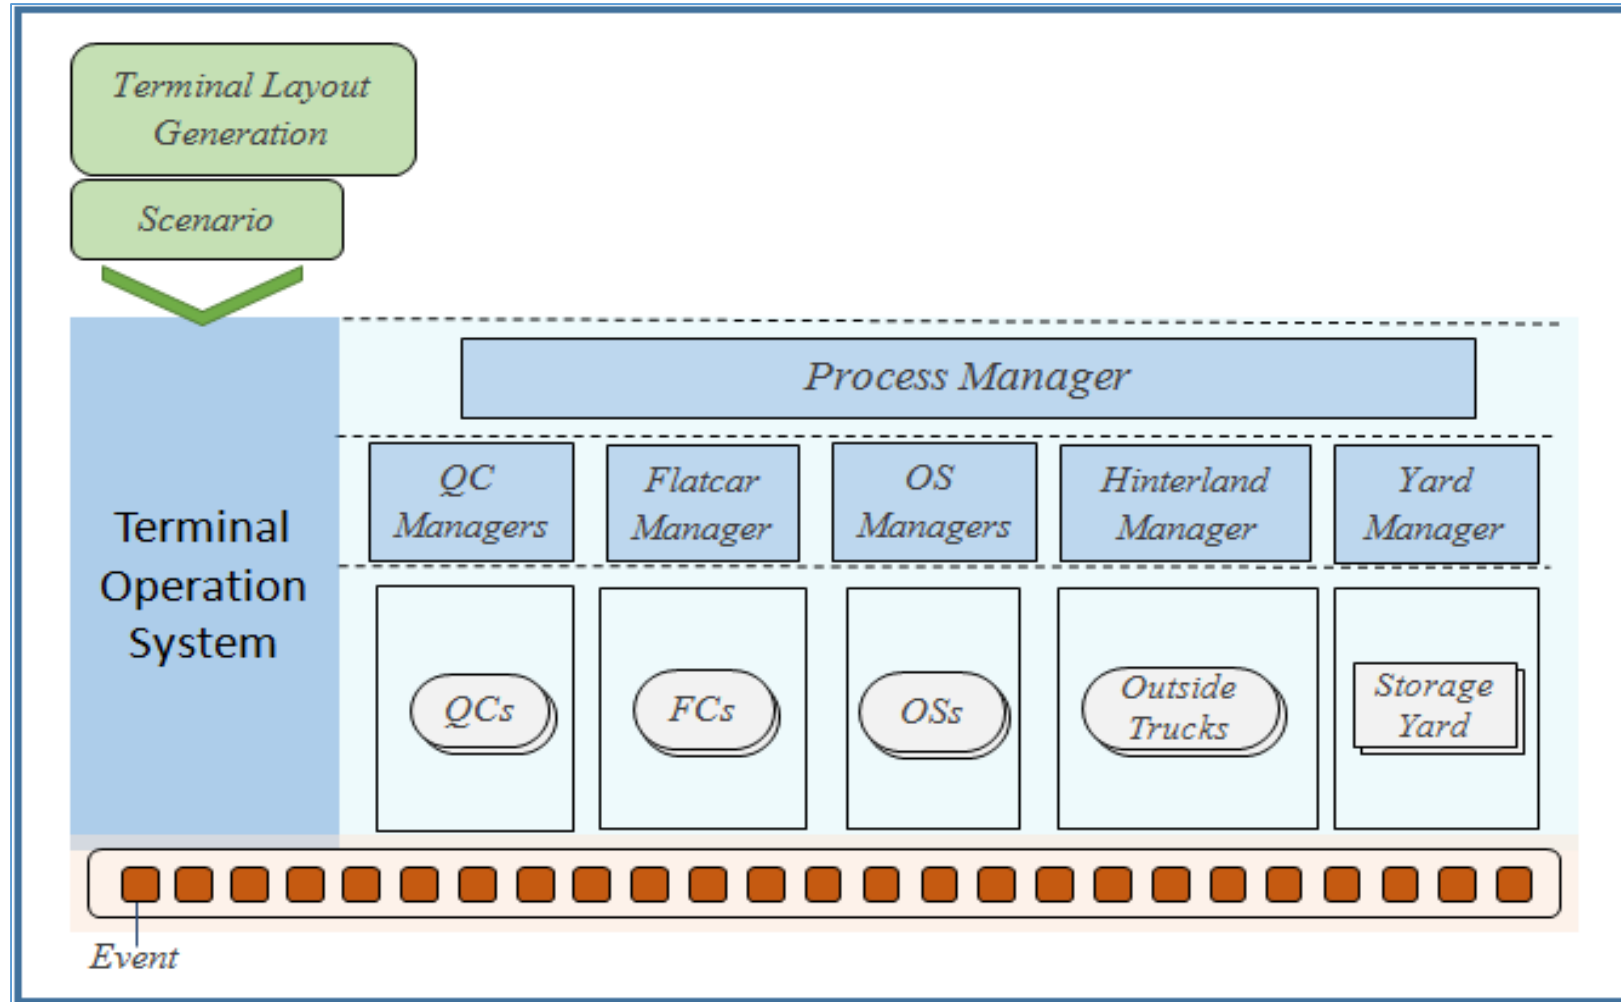 Terminal Layout
Generation
Scenario
Terminal
Operation
System
Process Manager
QC
Managers
Flatcar
Manager
OS
Managers
Hinterland
Manager
Yard
Manager
QCs
FCs
OSs
Outside
Trucks
Storage
Yard
Event